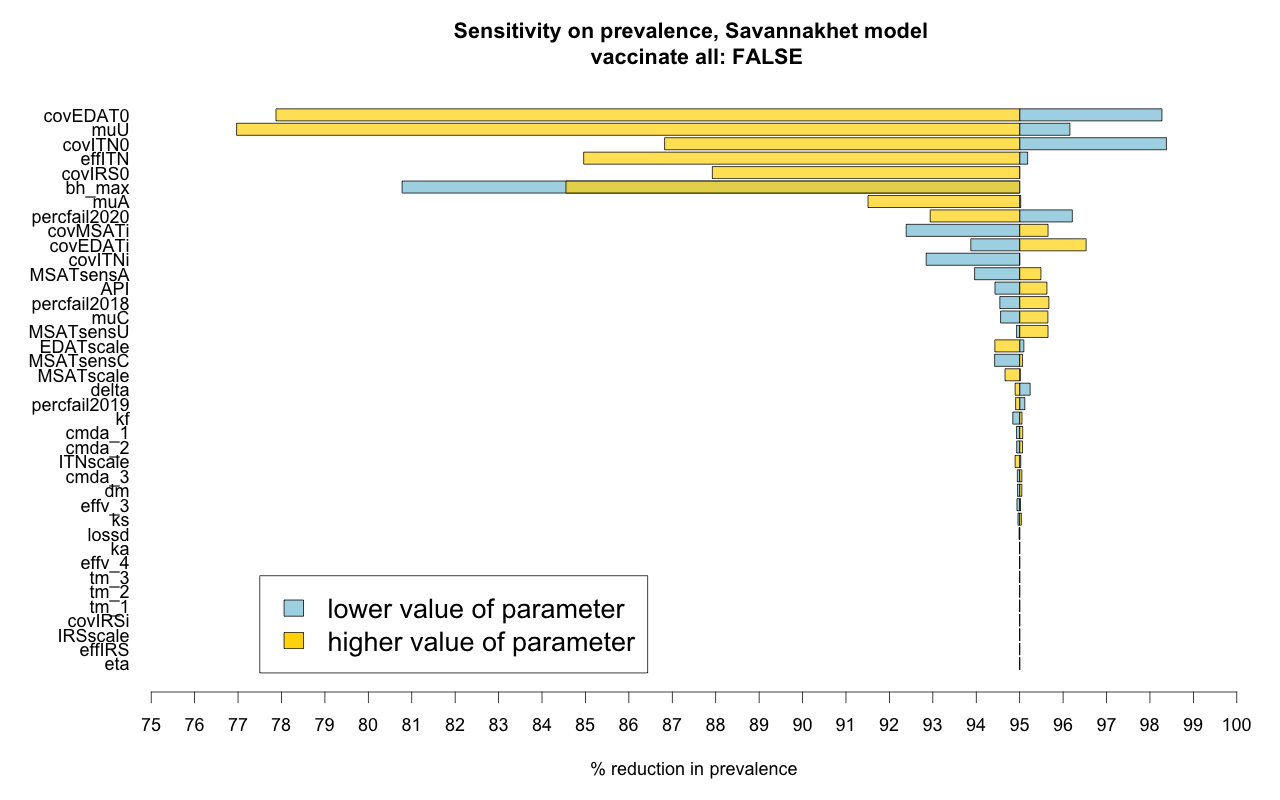 Sensitivity on prevalence, Savannakhet model
vaccinate all: FALSE
covEDAT0
muU
covITN0
effITN
covIRS0
bh_max
muA
percfail2020
covMSATi
covEDATi
covITNi
MSATsensA
API
percfail2018
muC
MSATsensU
EDATscale
MSATsensC
MSATscale
delta
percfail2019
kf
cmda_1
cmda_2
ITNscale
cmda_3
dm
effv_3
ks
lossd
ka
effv_4
tm_3
tm_2
tm_1
covIRSi
IRSscale
effIRS
eta
lower value of parameter
higher value of parameter
75 76 77 78 79 80 81 82 83 84 85 86 87 88 89 90 91 92 93 94 95 96 97 98 99 100
% reduction in prevalence